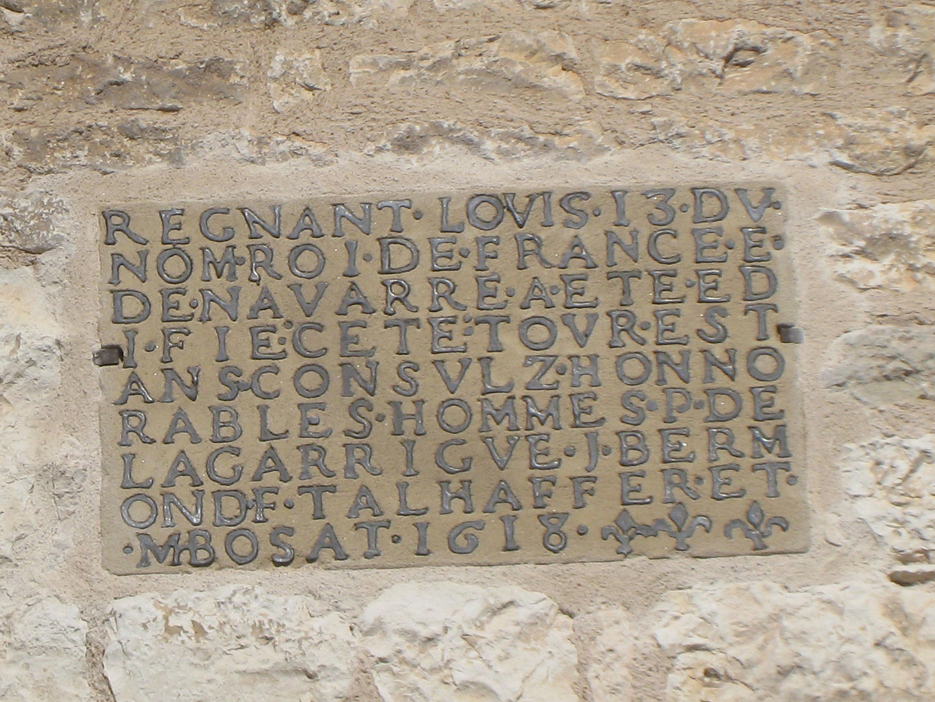 REGNANT·LOVIS·13·DV·
NOM·ROI·DE·FRANCE·E·
DE·NAVARRE·A·ETE·ED
I·FIE:CETE:TOVR·EST
ANS·CONSVLZ·HONNO
RABLES·HOMMES·P·DE
LAGARRIGVE·J·BERM
OND·F·TALHAFFER·ET·
·M·BOSAT·1618·